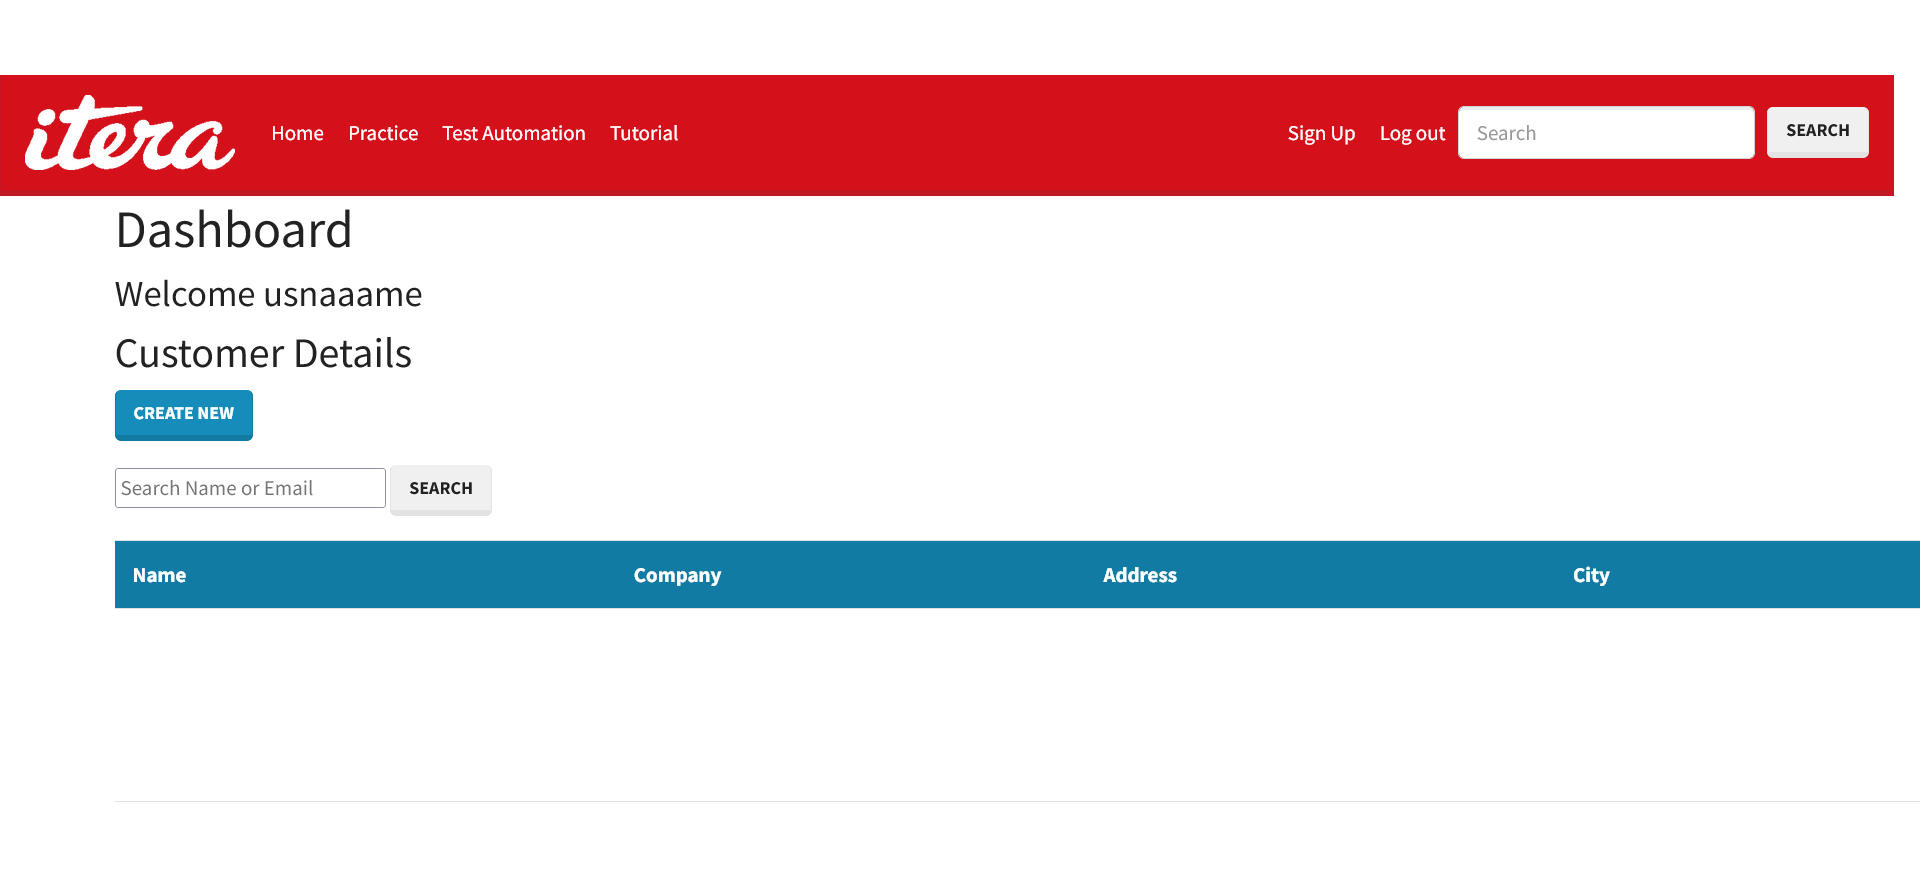 itera Home Practice Test Automation Tutorial Sign Up Log out Search SEARCH
Dashboard
Welcome usnaaame
Customer Details
CREATE NEW
Search Name or Email SEARCH
Name Company Address City